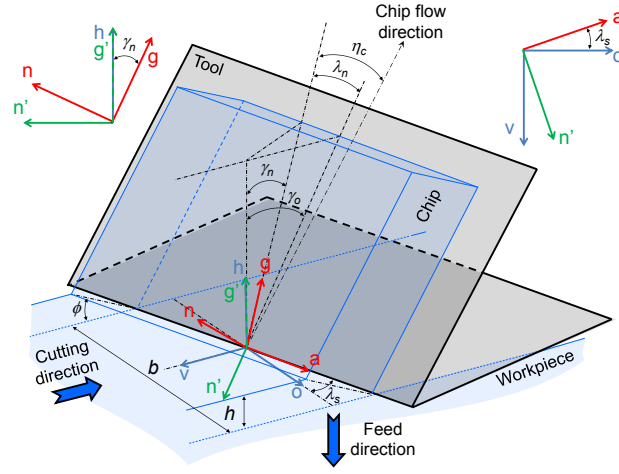 Chip flow
direction
h
g'
γn
g
n
n'
ηc
λn
a
λs
o
v
n'
Tool
Chip
γn
γo
h
g'
g
n
a
v
n'
o
λs
ϕ
b
h
Cutting
direction
Workpiece
Feed
direction